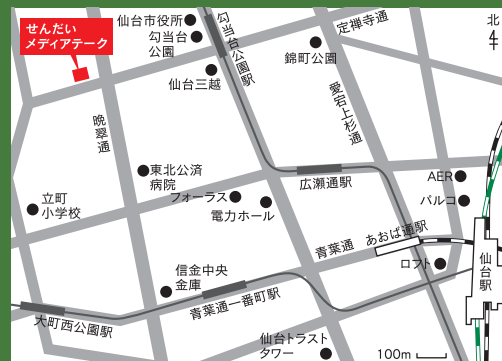 せんだい
メディアテーク
仙台市役所
勾当台
公園
勾当台公園駅
定禅寺通
北
仙台三越
錦町公園
愛宕上杉通
晩翠通
東北公済
病院
広瀬通駅
AER
パルコ
立町
小学校
フォーラス
電力ホール
青葉通
あおば通駅
仙台駅
ロフト
信金中央
金庫
青葉通一番町駅
大町西公園駅
仙台トラスト
タワー
100m